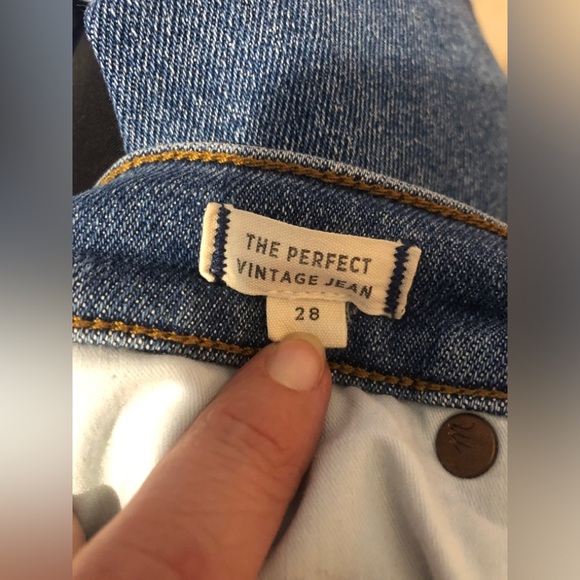 THE PERFECT
VINTAGE JEAN
28
m